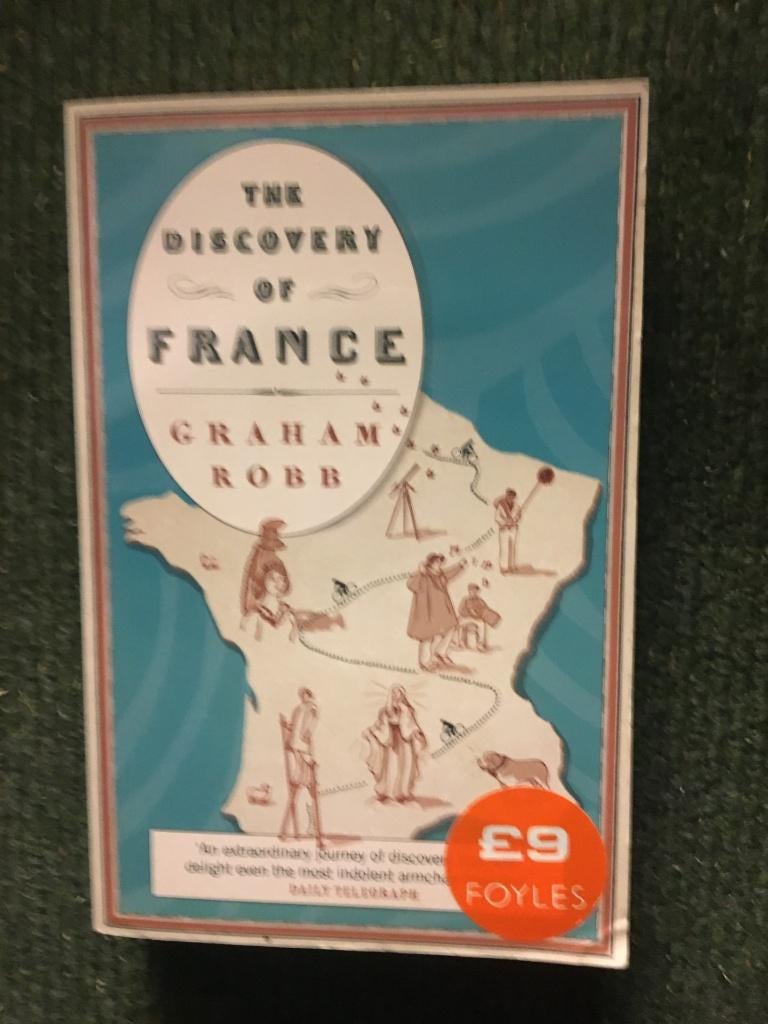 THE
DISCOVERY
OF
FRANCE
GRAHAM
ROBB
'An extraordinary journey of discover
delight even the most indolent armcha
DAILY TELEGRAPH
£9
FOYLES